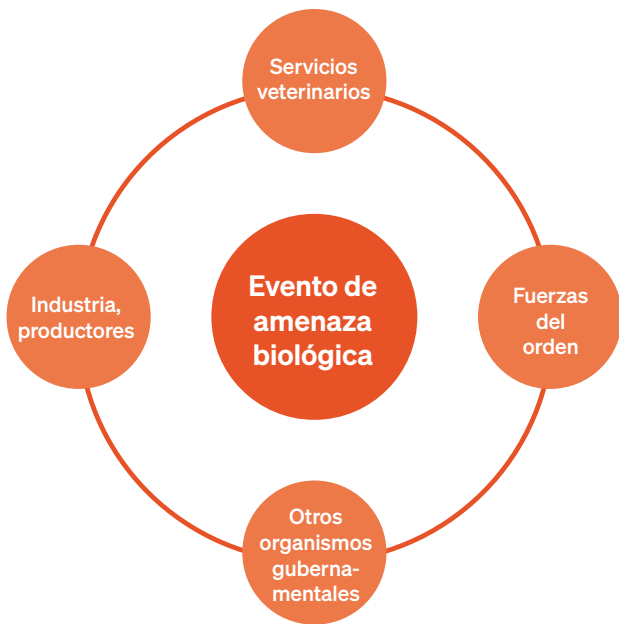 Servicios
veterinarios
Industria,
productores
Evento de
amenaza
biológica
Fuerzas
del
orden
Otros
organismos
guberna-
mentales